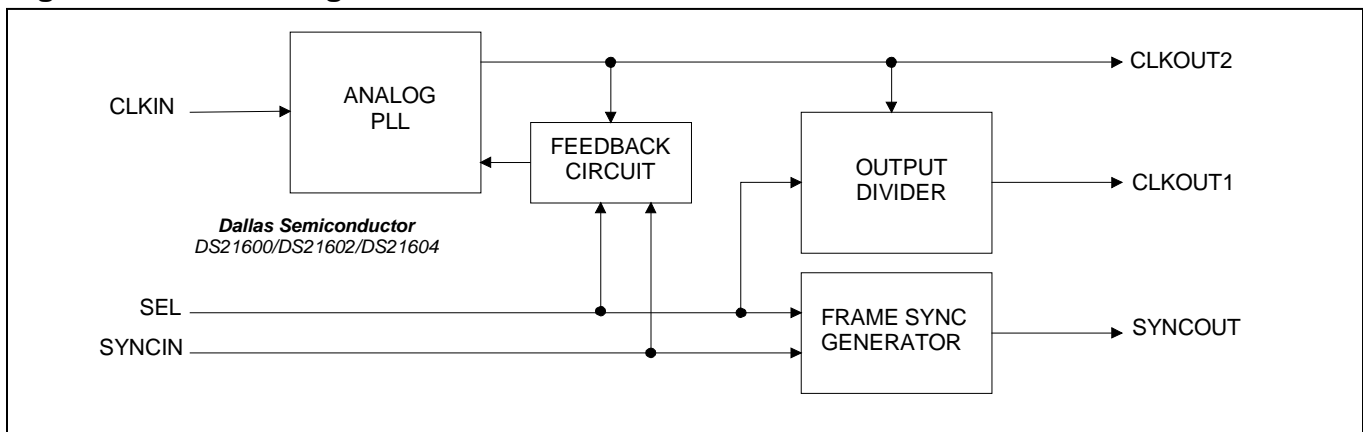 CLKOUT2
CLKIN
ANALOG
PLL
FEEDBACK
CIRCUIT
OUTPUT
DIVIDER
CLKOUT1
Dallas Semiconductor
DS21600/DS21602/DS21604
SEL
SYNCIN
FRAME SYNC
GENERATOR
SYNCOUT